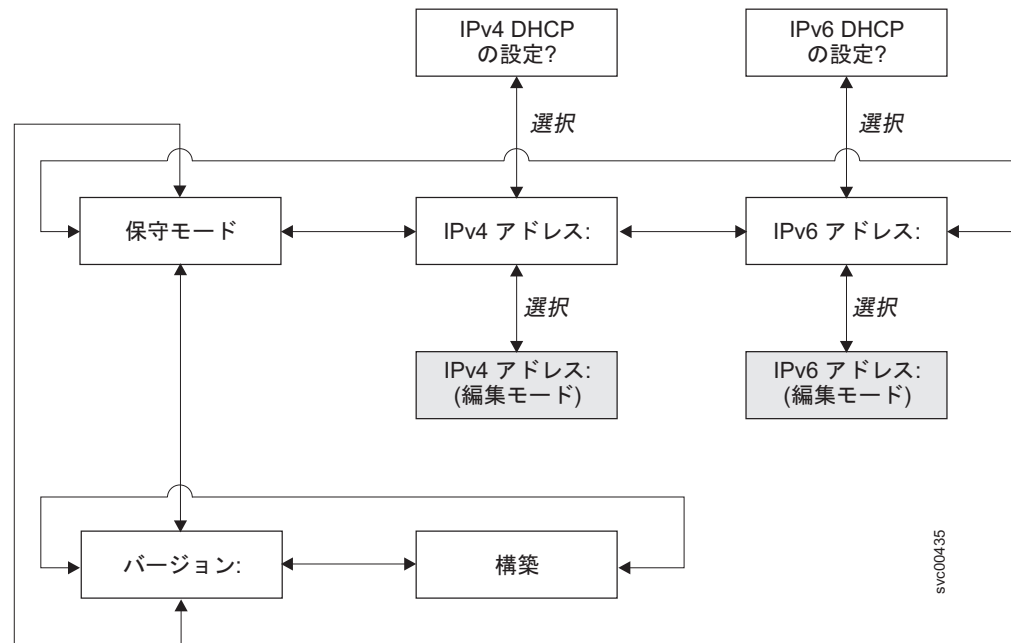 IPv4 DHCP
の設定?
IPv6 DHCP
の設定?
選択
選択
保守モード
IPv4 アドレス:
IPv6 アドレス:
選択
選択
IPv4 アドレス:
(編集モード)
IPv6 アドレス:
(編集モード)
バージョン:
構築
svc00435